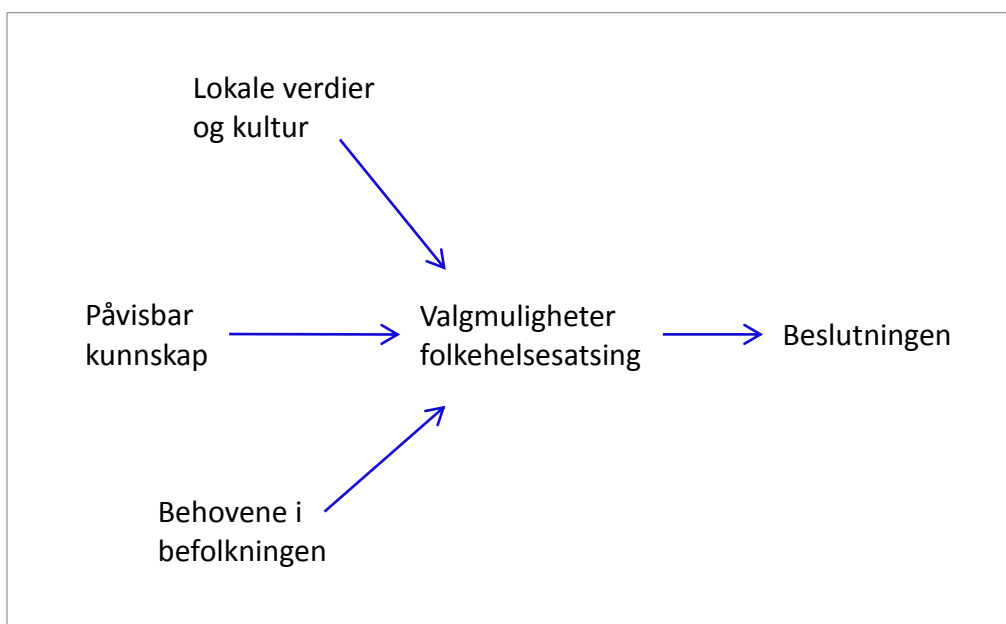 Lokale verdier
og kultur
Påvisbar
kunnskap
Valgmuligheter
folkehelsesatsing
Beslutningen
Behovene i
befolkningen